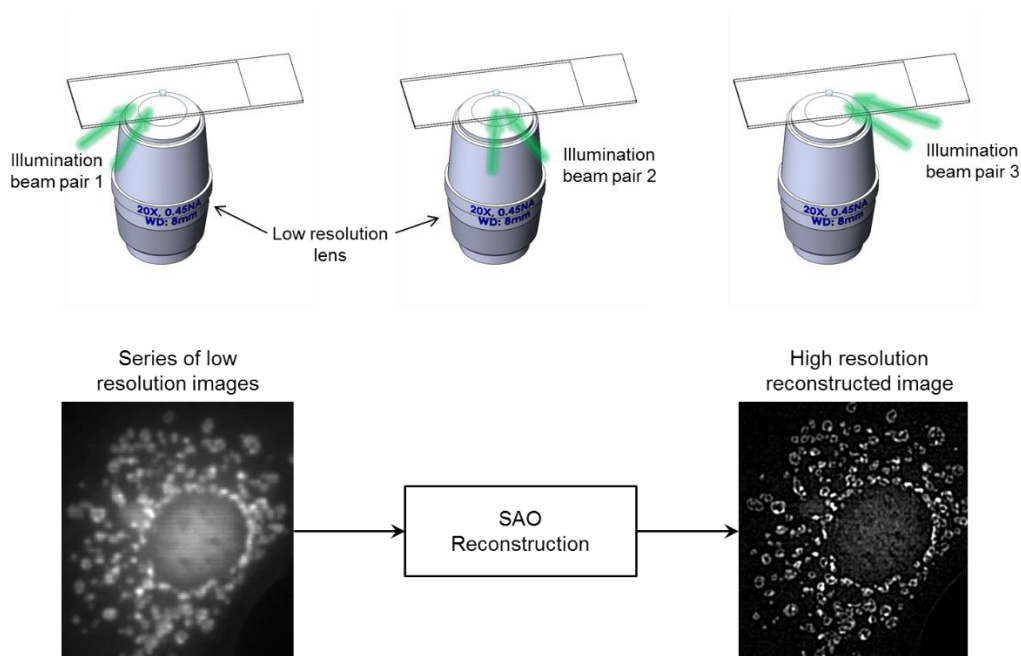 Illumination
beam pair 1
20X, 0.45NA
WD: 8mm
Low resolution
lens
20X, 0.45NA
WD: 8mm
Illumination
beam pair 2
20X, 0.45NA
WD: 8mm
Illumination
beam pair 3
Series of low
resolution images
SAO
Reconstruction
High resolution
reconstructed image